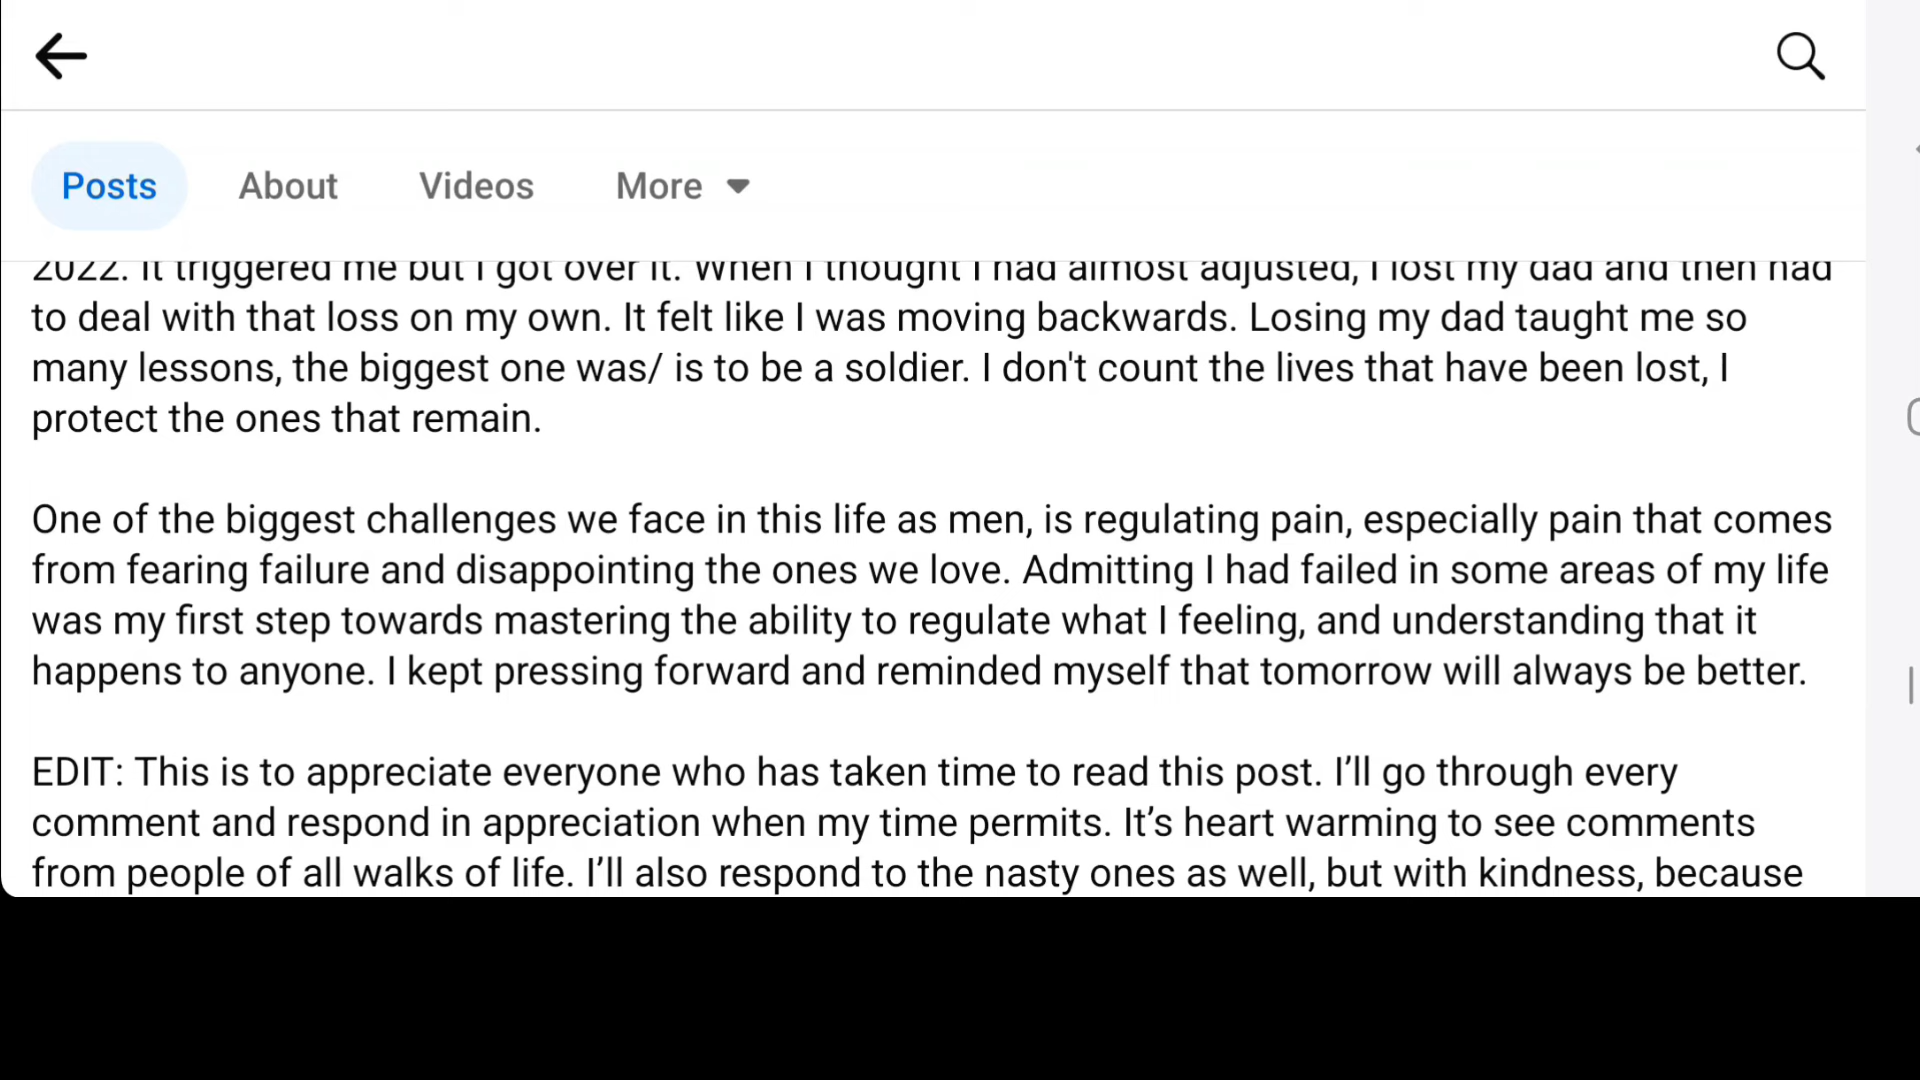 Posts About Videos More
2022. It triggered me but I got over it. When I thought I had almost adjusted, I lost my dad and then had
to deal with that loss on my own. It felt like I was moving backwards. Losing my dad taught me so
many lessons, the biggest one was/ is to be a soldier. I don't count the lives that have been lost, I
protect the ones that remain.
One of the biggest challenges we face in this life as men, is regulating pain, especially pain that comes
from fearing failure and disappointing the ones we love. Admitting I had failed in some areas of my life
was my first step towards mastering the ability to regulate what I feeling, and understanding that it
happens to anyone. I kept pressing forward and reminded myself that tomorrow will always be better.
EDIT: This is to appreciate everyone who has taken time to read this post. I’ll go through every
comment and respond in appreciation when my time permits. It’s heart warming to see comments
from people of all walks of life. I’ll also respond to the nasty ones as well, but with kindness, because